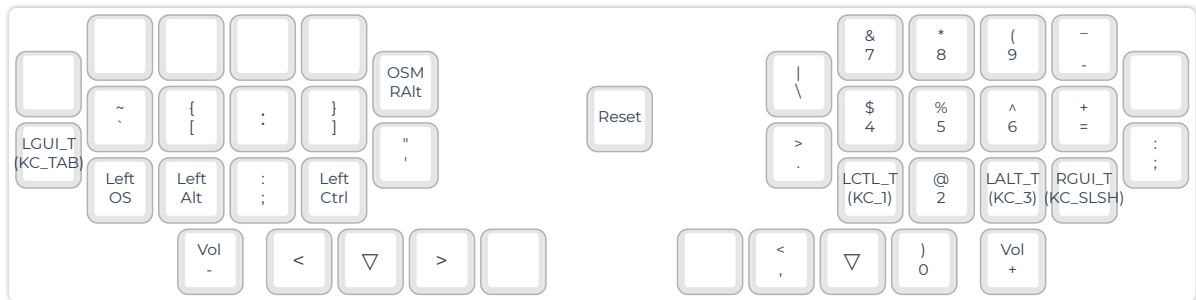 &
7
*
8
(
9
_
-
OSM
RAlt
|
\
~
`
{
[
:
}
]
Reset
$
4
%
5
^
6
+
=
LGUI_T
(KC_TAB)
"
'
>
.
:
;
Left
OS
Left
Alt
:
;
Left
Ctrl
LCTL_T
(KC_1)
@
2
LALT_T
(KC_3)
RGUI_T
(KC_SLSH)
Vol
-
<
▽
>
<
,
▽
)
0
Vol
+